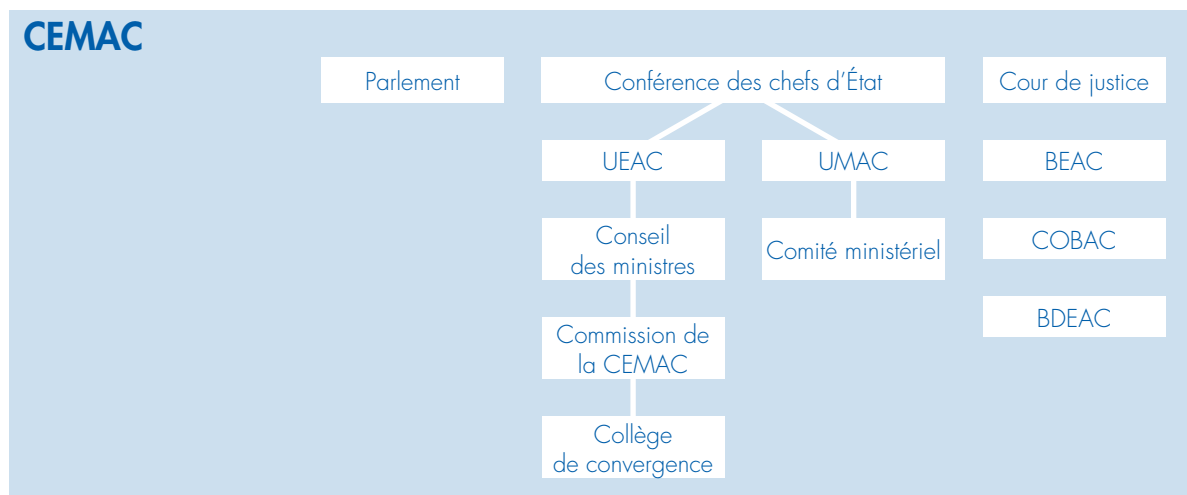 CEMAC
Parlement
Conférence des chefs d'État
Cour de justice
UEAC
UMAC
BEAC
Conseil
des ministres
Comité ministériel
COBAC
BDEAC
Commission de
la CEMAC
Collège
de convergence